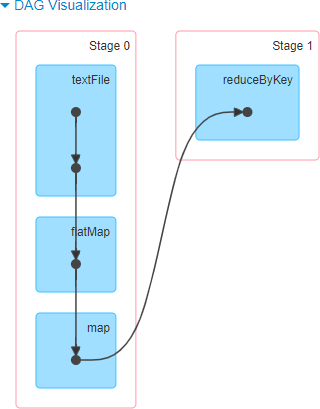 DAG Visualization
Stage 0
textFile
flatMap
map
Stage 1
reduceByKey